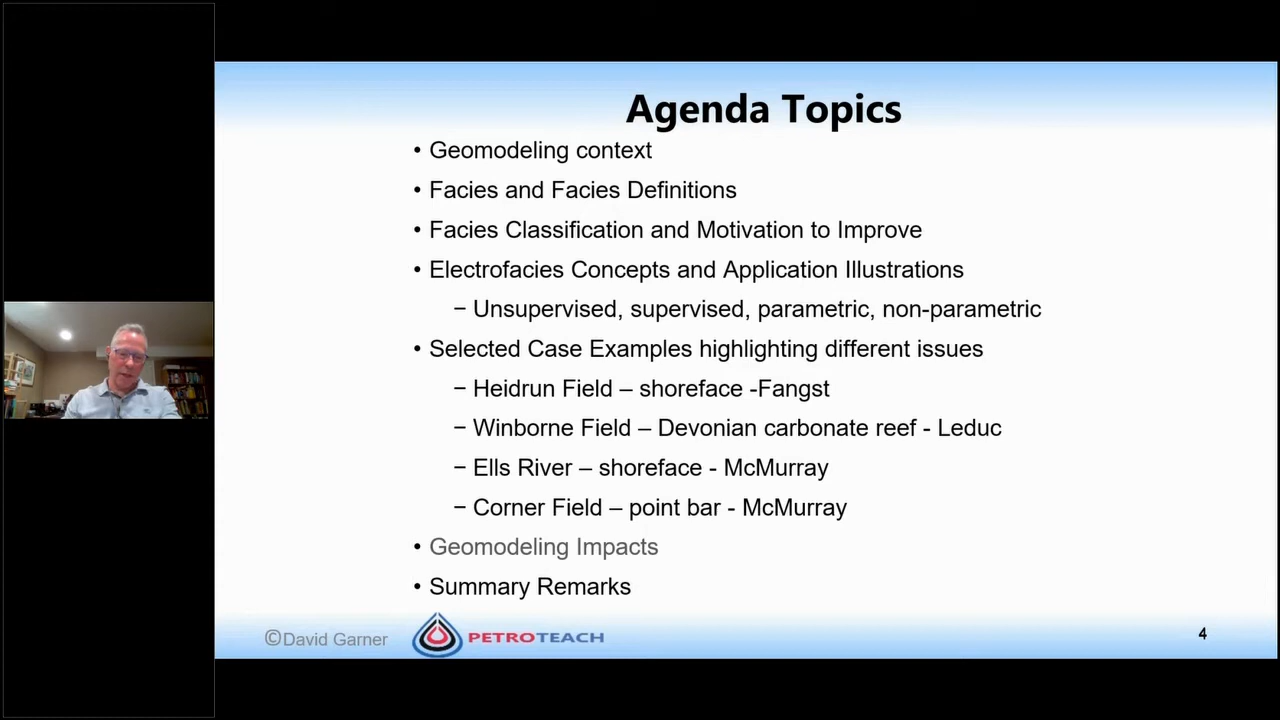 Agenda Topics
• Geomodeling context
• Facies and Facies Definitions
• Facies Classification and Motivation to Improve
• Electrofacies Concepts and Application Illustrations
− Unsupervised, supervised, parametric, non-parametric
• Selected Case Examples highlighting different issues
− Heidrun Field – shoreface -Fangst
− Winborne Field – Devonian carbonate reef - Leduc
− Ells River – shoreface - McMurray
− Corner Field – point bar - McMurray
• Geomodeling Impacts
• Summary Remarks
©David Garner
PETROTEACH
4